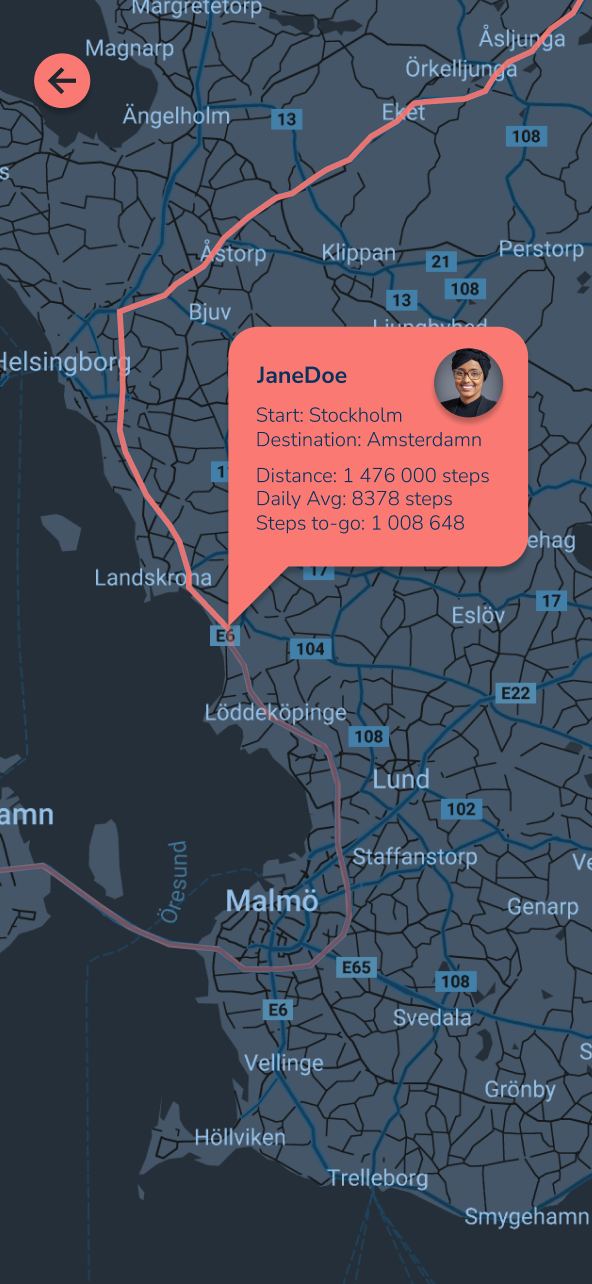 Margretetorp
Magnarp
Åsljunga
Örkelljunga
Ängelholm
13
Eket
108
s
Åstorp
Klippan
Perstorp
21
108
13
Bjuv
Ljungbyhed
Helsingborg
JaneDoe
Start: Stockholm
Destination: Amsterdamn
Distance: 1 476 000 steps
Daily Avg: 8378 steps
Steps to-go: 1 008 648
ehag
17
Landskrona
17
Eslöv
E6
104
E22
Löddeköpinge
108
Lund
102
amn
Staffanstorp
Ve
Öresund
Malmö
Genarp
E65
108
E6
Svedala
S
Vellinge
Grönby
Höllviken
Trelleborg
Smygehamn